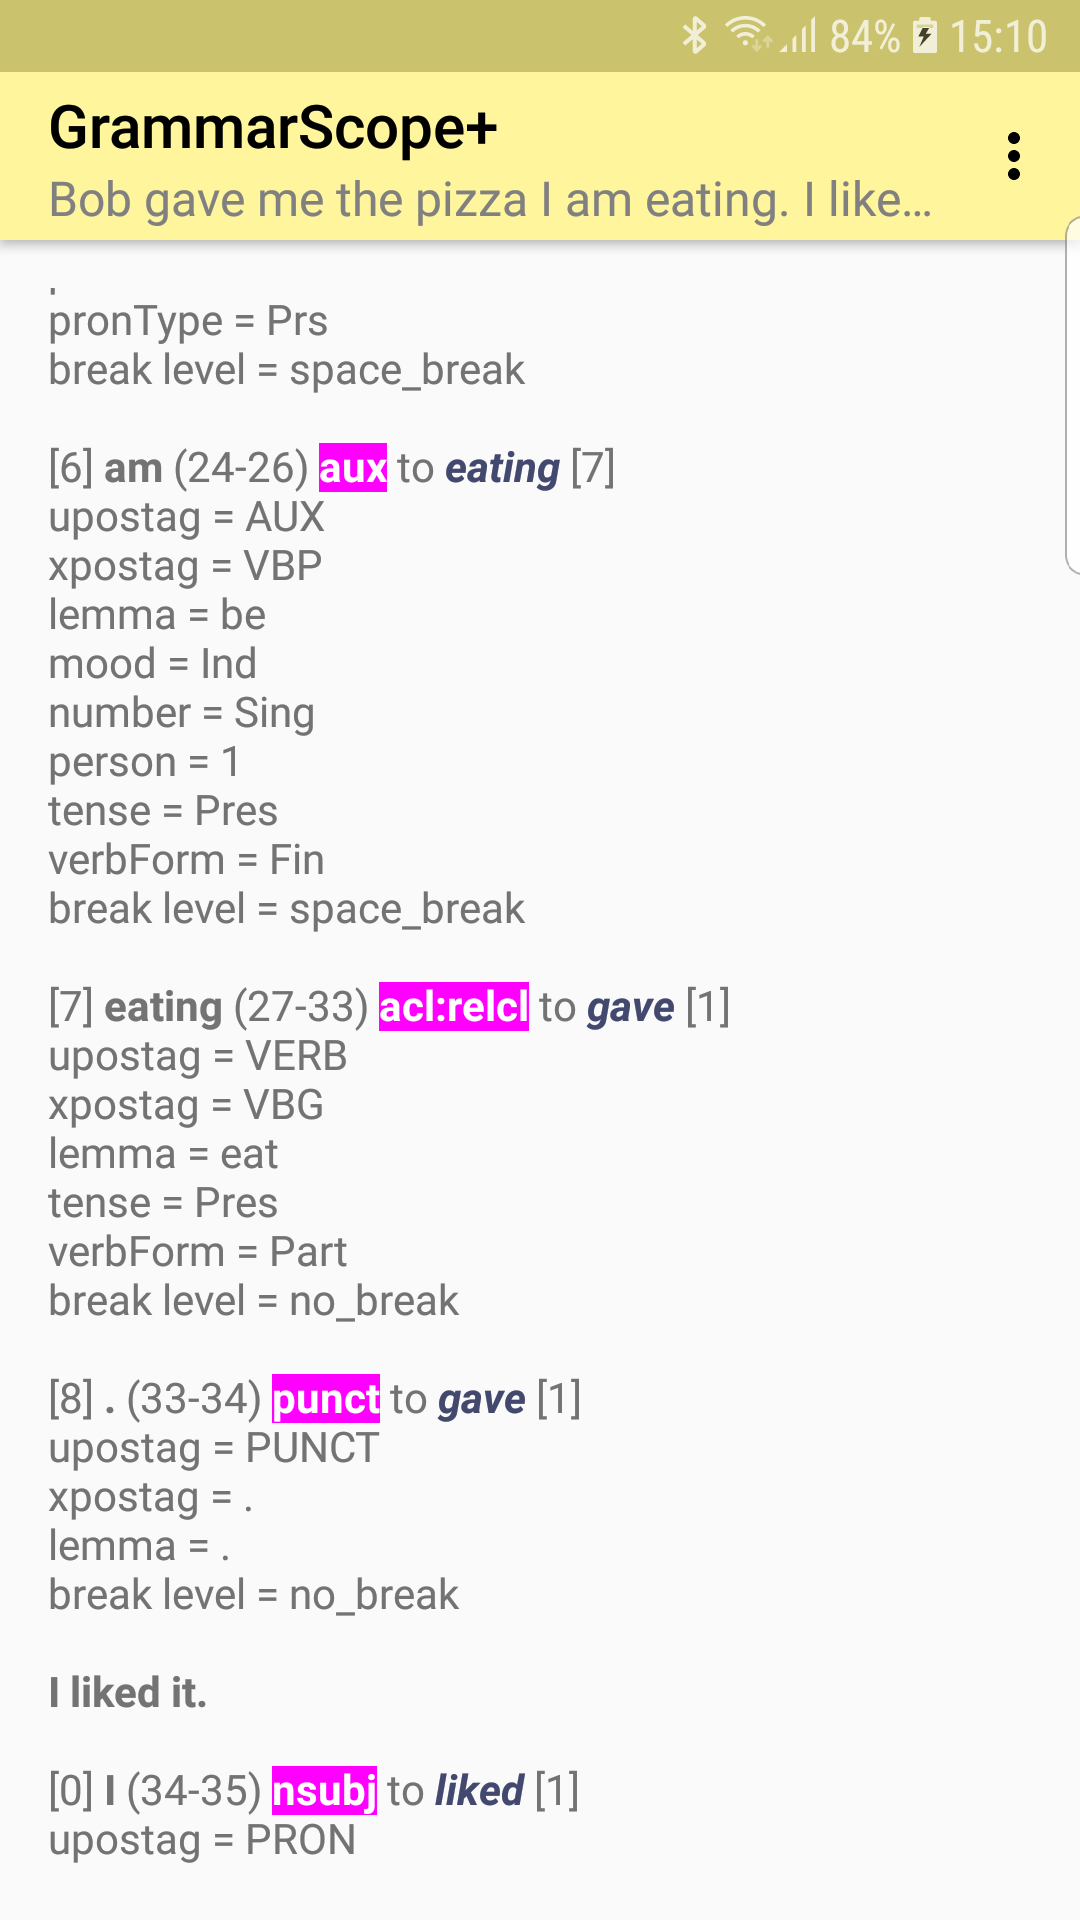 84% 15:10
GrammarScope+
Bob gave me the pizza I am eating. I like...
pronType = Prs
break level = space_break
[6] am (24-26) aux to eating [7]
upostag = AUX
xpostag = VBP
lemma = be
mood = Ind
number = Sing
person = 1
tense = Pres
verbForm = Fin
break level = space_break
[7] eating (27-33) acl:relcl to gave [1]
upostag = VERB
xpostag = VBG
lemma = eat
tense = Pres
verbForm = Part
break level = no_break
[8] . (33-34) punct to gave [1]
upostag = PUNCT
xpostag = .
lemma = .
break level = no_break
I liked it.
[0] I (34-35) nsubj to liked [1]
upostag = PRON